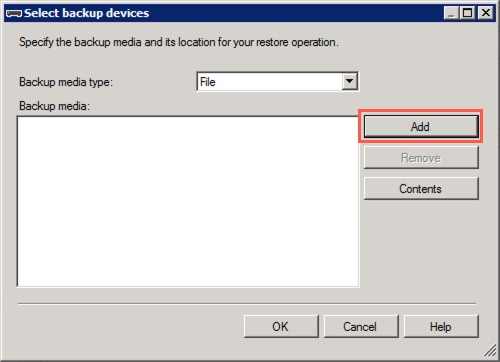 Select backup devices
Specify the backup media and its location for your restore operation.
Backup media type: File
Backup media:
Add
Remove
Contents
OK Cancel Help